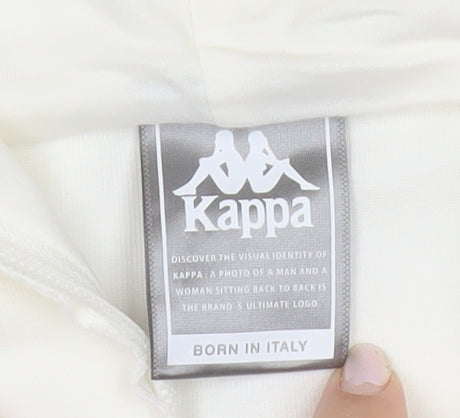 Kappa
DISCOVER THE VISUAL IDENTITY OF
KAPPA: A PHOTO OF A MAN AND A
WOMAN SITTING BACK TO BACK IS
THE BRAND'S ULTIMATE LOGO.
BORN IN ITALY